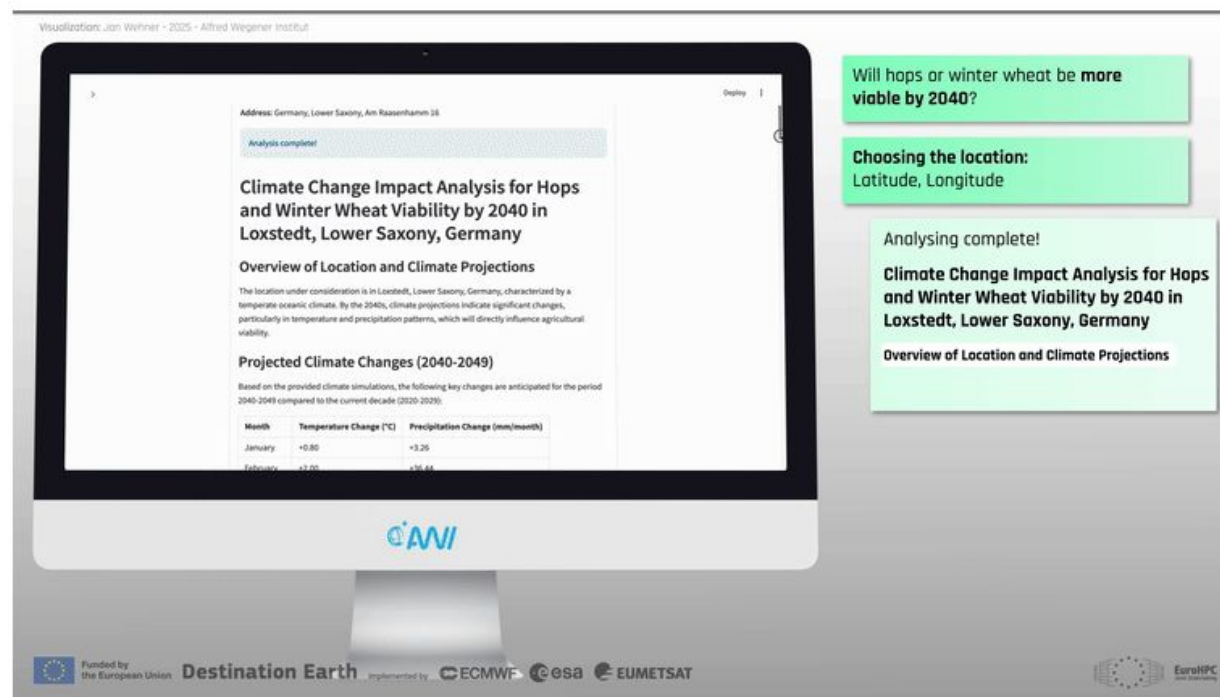 Visualization: Jan Wehner - 2025 - Alfred Wegener Institut
Deploy
Address: Germany, Lower Saxony, Am Raasenhamm 16
Analysis complete!
Climate Change Impact Analysis for Hops
and Winter Wheat Viability by 2040 in
Loxstedt, Lower Saxony, Germany
Overview of Location and Climate Projections
The location under consideration is in Loxstedt, Lower Saxony, Germany, characterized by a
temperate oceanic climate. By the 2040s, climate projections indicate significant changes,
particularly in temperature and precipitation patterns, which will directly influence agricultural
viability.
Projected Climate Changes (2040-2049)
Based on the provided climate simulations, the following key changes are anticipated for the period
2040-2049 compared to the current decade (2020-2029):
Month Temperature Change (°C) Precipitation Change (mm/month)
January +0.80 +3.26
February +2.00 +36.44
AWI
Will hops or winter wheat be more
viable by 2040?
Choosing the location:
Latitude, Longitude
Analysing complete!
Climate Change Impact Analysis for Hops
and Winter Wheat Viability by 2040 in
Loxstedt, Lower Saxony, Germany
Overview of Location and Climate Projections
Funded by
the European Union
Destination Earth
implemented by
ECMWF
esa
EUMETSAT
EuroHPC